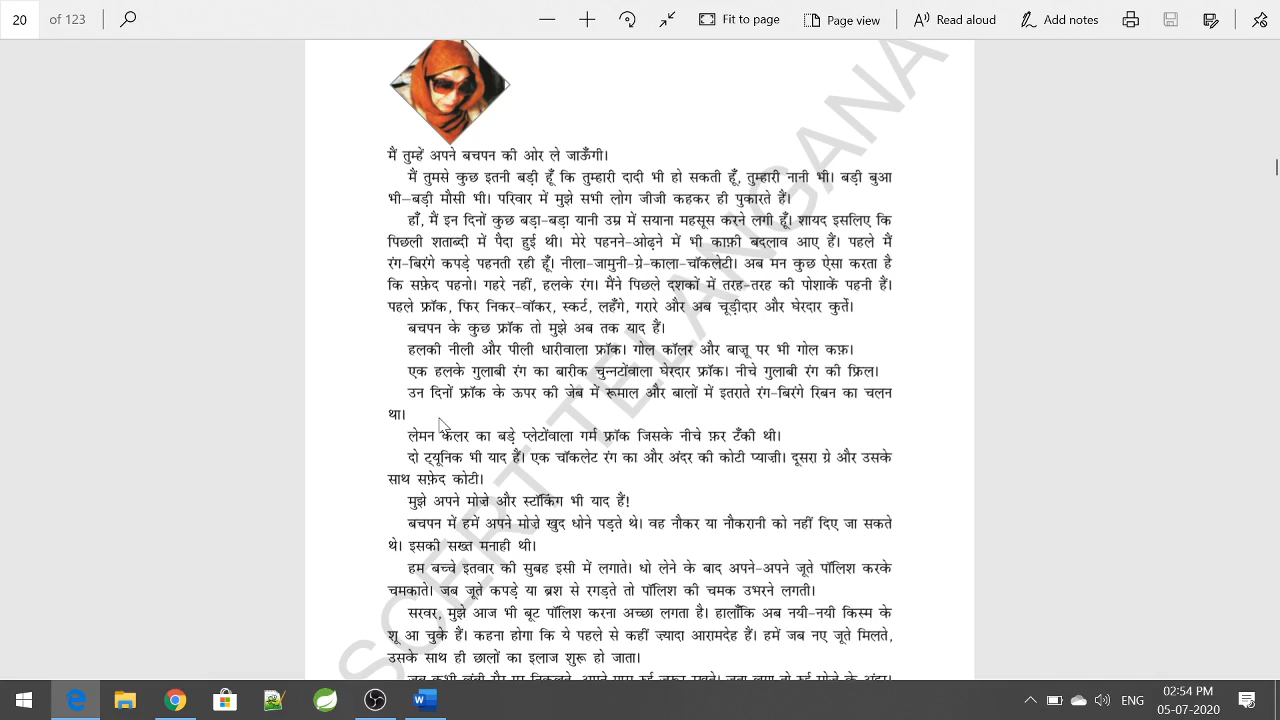 20 of 123 Fit to page Page view Read aloud Add notes
मैं तुम्हें अपने बचपन की ओर ले जाऊँगी।
मैं तुमसे कुछ इतनी बड़ी हूँ कि तुम्हारी दादी भी हो सकती हूँ, तुम्हारी नानी भी। बड़ी बुआ
भी–बड़ी मौसी भी। परिवार में मुझे सभी लोग जीजी कहकर ही पुकारते हैं।
हाँ, मैं इन दिनों कुछ बड़ा-बड़ा यानी उम्र में सयाना महसूस करने लगी हूँ। शायद इसलिए कि
पिछली शताब्दी में पैदा हुई थी। मेरे पहनने-ओढ़ने में भी काफ़ी बदलाव आए हैं। पहले मैं
रंग-बिरंगे कपड़े पहनती रही हूँ। नीला-जामुनी-ग्रे-काला-चॉकलेटी। अब मन कुछ ऐसा करता है
कि सफ़ेद पहनो। गहरे नहीं, हलके रंग। मैंने पिछले दशकों में तरह-तरह की पोशाकें पहनी हैं।
पहले फ्रॉक, फिर निकर-वॉकर, स्कर्ट, लहँगे, गरारे और अब चूड़ीदार और घेरदार कुर्ते।
बचपन के कुछ फ्रॉक तो मुझे अब तक याद हैं।
हलकी नीली और पीली धारीवाला फ्रॉक। गोल कॉलर और बाजू पर भी गोल कफ़।
एक हलके गुलाबी रंग का बारीक चुन्नटोंवाला घेरदार फ्रॉक। नीचे गुलाबी रंग की फ्रिल।
उन दिनों फ्रॉक के ऊपर की जेब में रूमाल और बालों में इतराते रंग-बिरंगे रिबन का चलन
था।
लेमन कलर का बड़े प्लेटोंवाला गर्म फ्रॉक जिसके नीचे फ़र टँकी थी।
दो ट्यूनिक भी याद हैं। एक चॉकलेट रंग का और अंदर की कोटी प्याज़ी। दूसरा ग्रे और उसके
साथ सफ़ेद कोटी।
मुझे अपने मोज़े और स्टॉकिंग भी याद हैं!
बचपन में हमें अपने मोज़े खुद धोने पड़ते थे। वह नौकर या नौकरानी को नहीं दिए जा सकते
थे। इसकी सख्त मनाही थी।
हम बच्चे इतवार की सुबह इसी में लगाते। धो लेने के बाद अपने-अपने जूते पॉलिश करके
चमकाते। जब जूते कपड़े या ब्रश से रगड़ते तो पॉलिश की चमक उभरने लगती।
सरवर, मुझे आज भी बूट पॉलिश करना अच्छा लगता है। हालाँकि अब नयी-नयी किस्म के
शू आ चुके हैं। कहना होगा कि ये पहले से कहीं ज़्यादा आरामदेह हैं। हमें जब नए जूते मिलते,
उसके साथ ही छालों का इलाज शुरू हो जाता।
SCERT TELANGANA
ENG 02:54 PM
05-07-2020